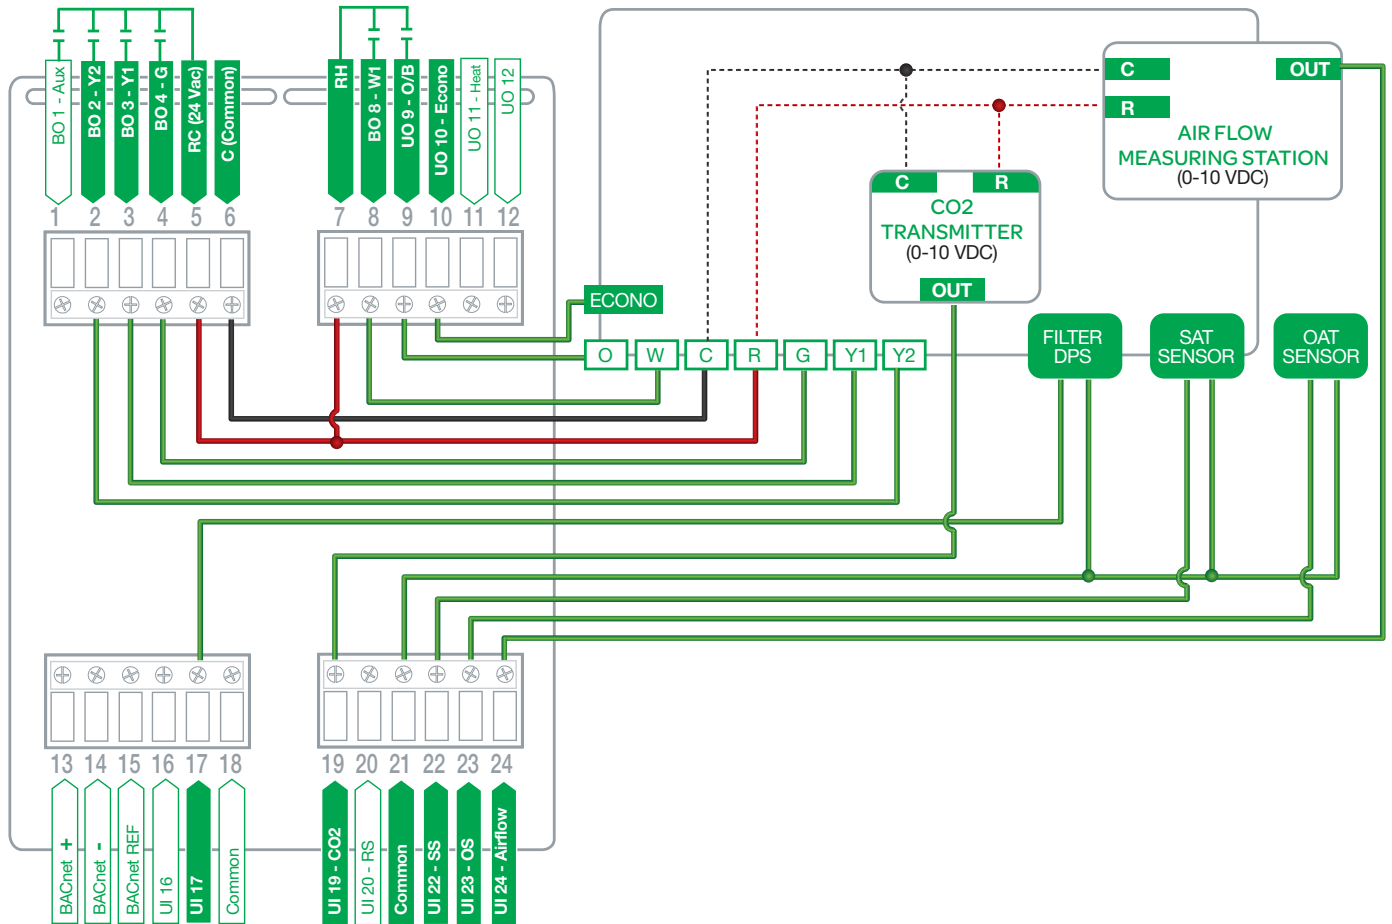 BO 1 - Aux
BO 2 - Y2
BO 3 - Y1
BO 4 - G
RC (24 Vac)
C (Common)
RH
BO 8 - W1
UO 9 - O/B
UO 10 - Econo
UO 11 - Heat
UO 12
1 2 3 4 5 6
7 8 9 10 11 12
C
OUT
R
AIR FLOW
MEASURING STATION
(0-10 VDC)
C R
CO2
TRANSMITTER
(0-10 VDC)
OUT
ECONO
O W C R G Y1 Y2
FILTER
DPS
SAT
SENSOR
OAT
SENSOR
13 14 15 16 17 18
19 20 21 22 23 24
BACnet +
BACnet -
BACnet REF
UI 16
UI 17
Common
UI 19 - CO2
UI 20 - RS
Common
UI 22 - SS
UI 23 - OS
UI 24 - Airflow